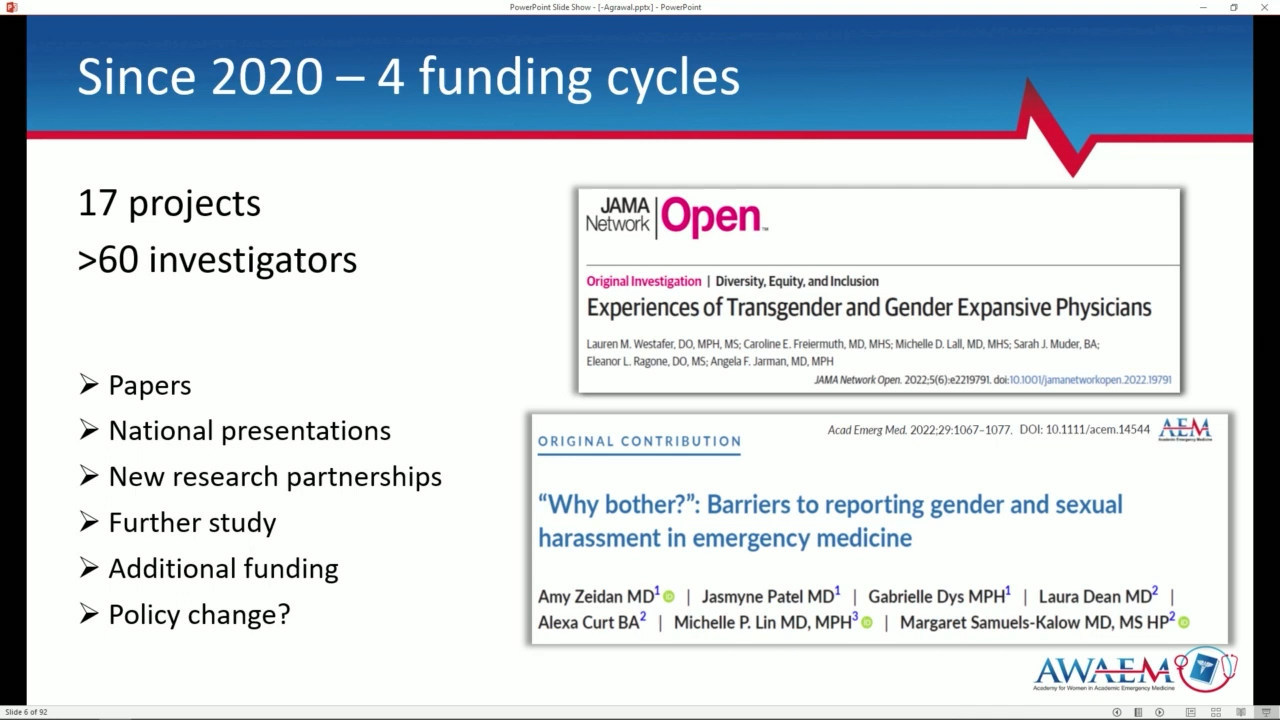 PowerPoint Slide Show - [-Agrawal.pptx] - PowerPoint
Since 2020 – 4 funding cycles
17 projects
>60 investigators
➢ Papers
➢ National presentations
➢ New research partnerships
➢ Further study
➢ Additional funding
➢ Policy change?
JAMA
Network
Open™
Original Investigation | Diversity, Equity, and Inclusion
Experiences of Transgender and Gender Expansive Physicians
Lauren M. Westafer, DO, MPH, MS; Caroline E. Freiermuth, MD, MHS; Michelle D. Lall, MD, MHS; Sarah J. Muder, BA;
Eleanor L. Ragone, DO, MS; Angela F. Jarman, MD, MPH
JAMA Network Open. 2022;5(6):e2219791. doi:10.1001/jamanetworkopen.2022.19791
Acad Emerg Med. 2022;29:1067–1077. DOI: 10.1111/acem.14544
AEM
Academic Emergency Medicine
ORIGINAL CONTRIBUTION
“Why bother?”: Barriers to reporting gender and sexual
harassment in emergency medicine
Amy Zeidan MD1 | Jasmyne Patel MD1 | Gabrielle Dys MPH1 | Laura Dean MD2 |
Alexa Curt BA2 | Michelle P. Lin MD, MPH3 | Margaret Samuels-Kalow MD, MS HP2
AWAEM
Academy for Women in Academic Emergency Medicine
Slide 6 of 92